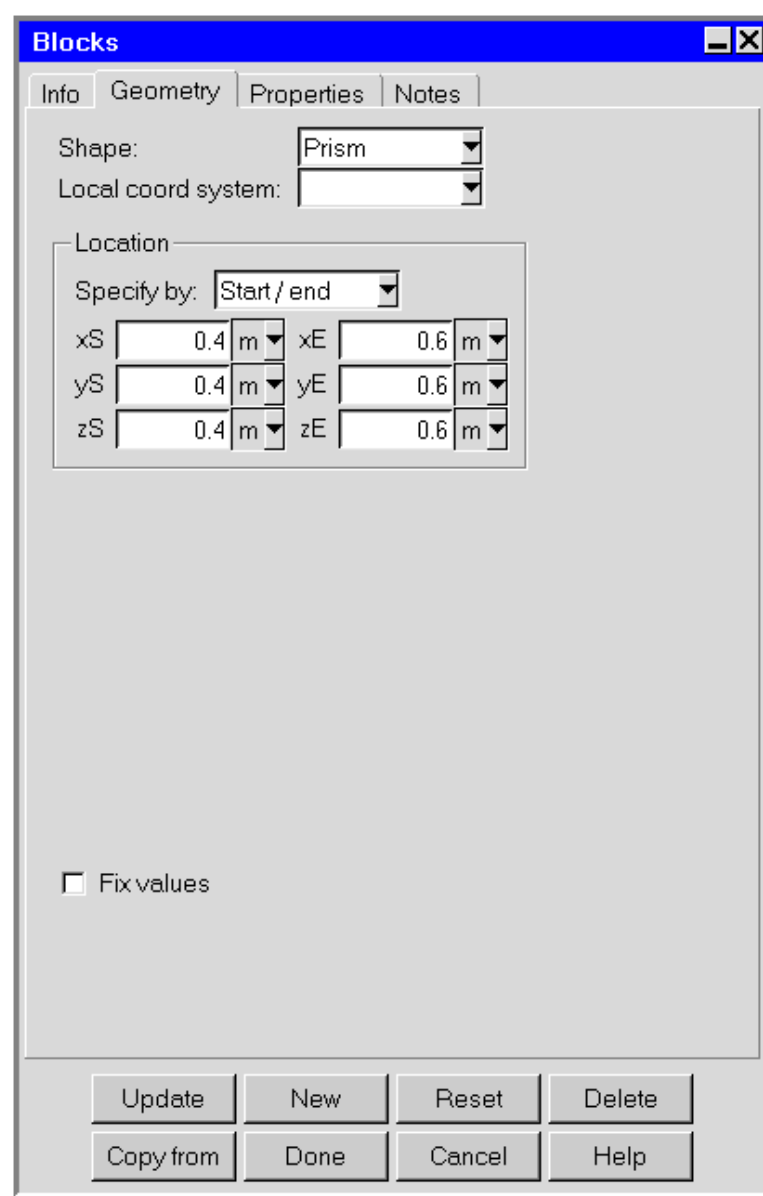 Blocks
Info Geometry Properties Notes
Shape: Prism
Local coord system:
Location
Specify by: Start / end
xS 0.4 m xE 0.6 m
yS 0.4 m yE 0.6 m
zS 0.4 m zE 0.6 m
Fix values
Update New Reset Delete
Copy from Done Cancel Help